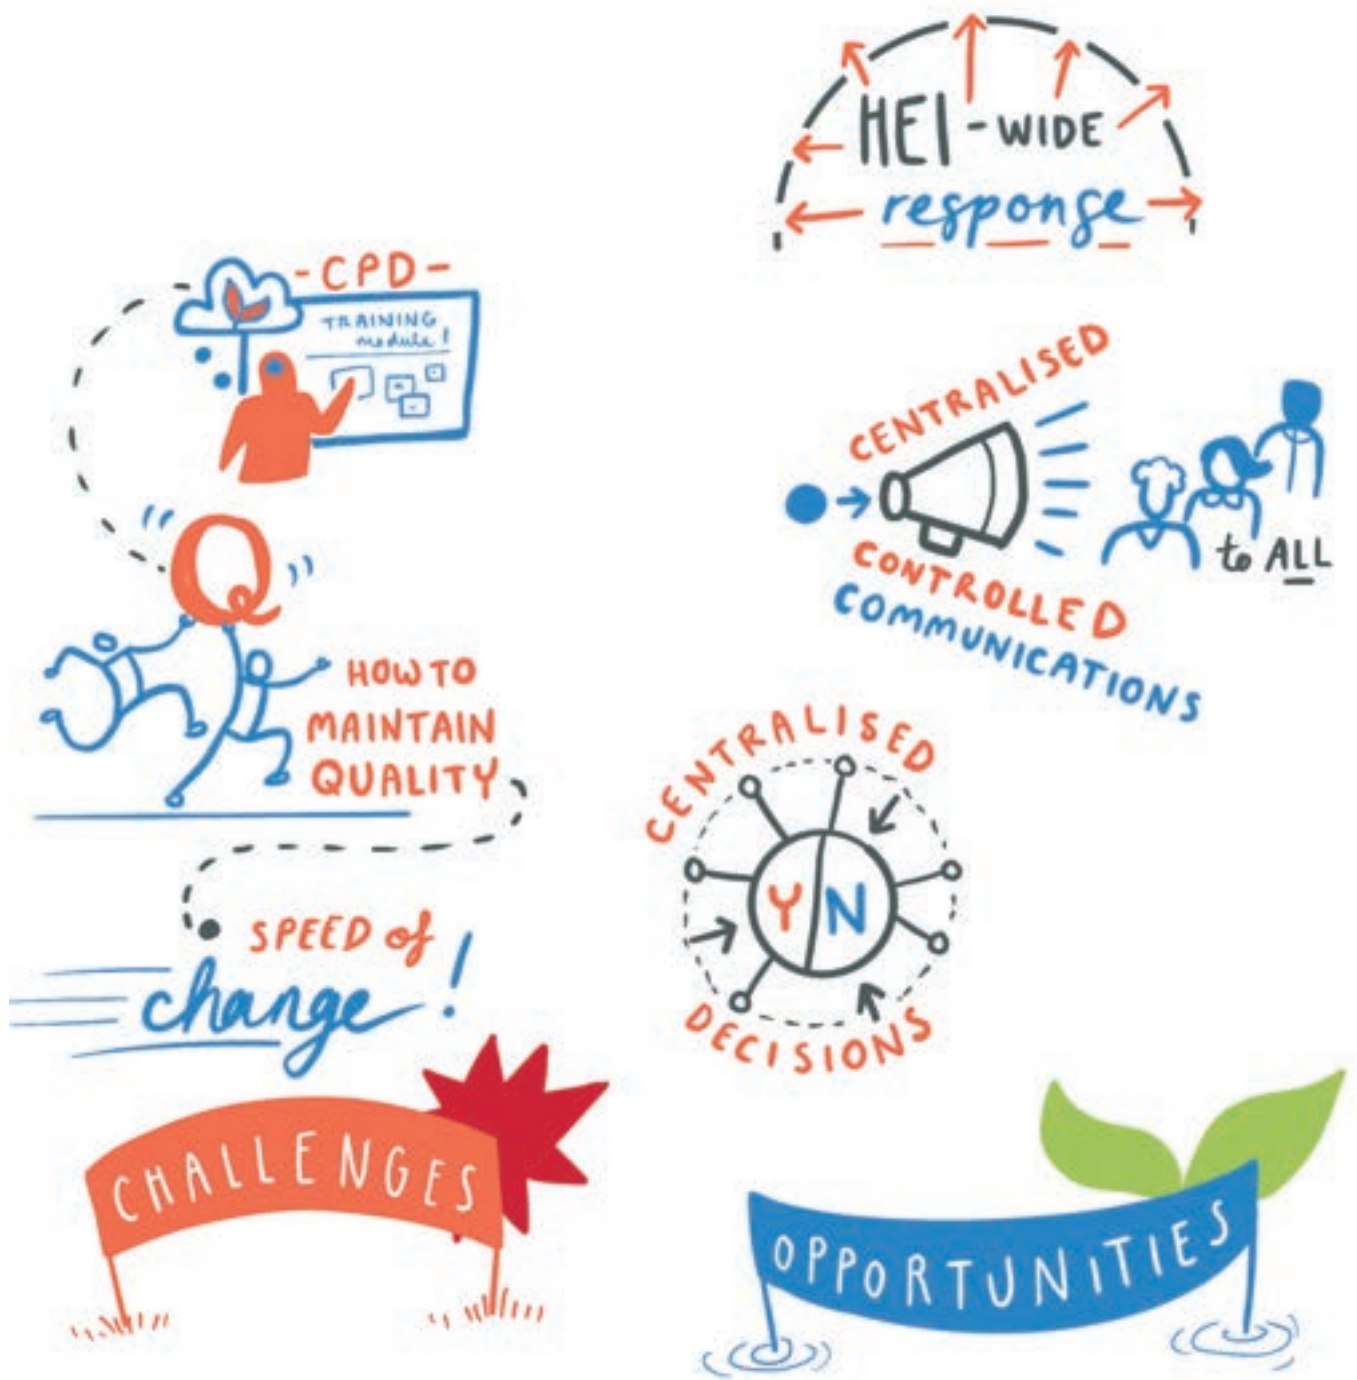 HEI - WIDE
response
- CPD -
TRAINING
module!
CENTRALISED
CONTROLLED
COMMUNICATIONS
to ALL
Q
HOW TO
MAINTAIN
QUALITY
SPEED of
change!
CENTRALISED
Y N
DECISIONS
CHALLENGES
OPPORTUNITIES